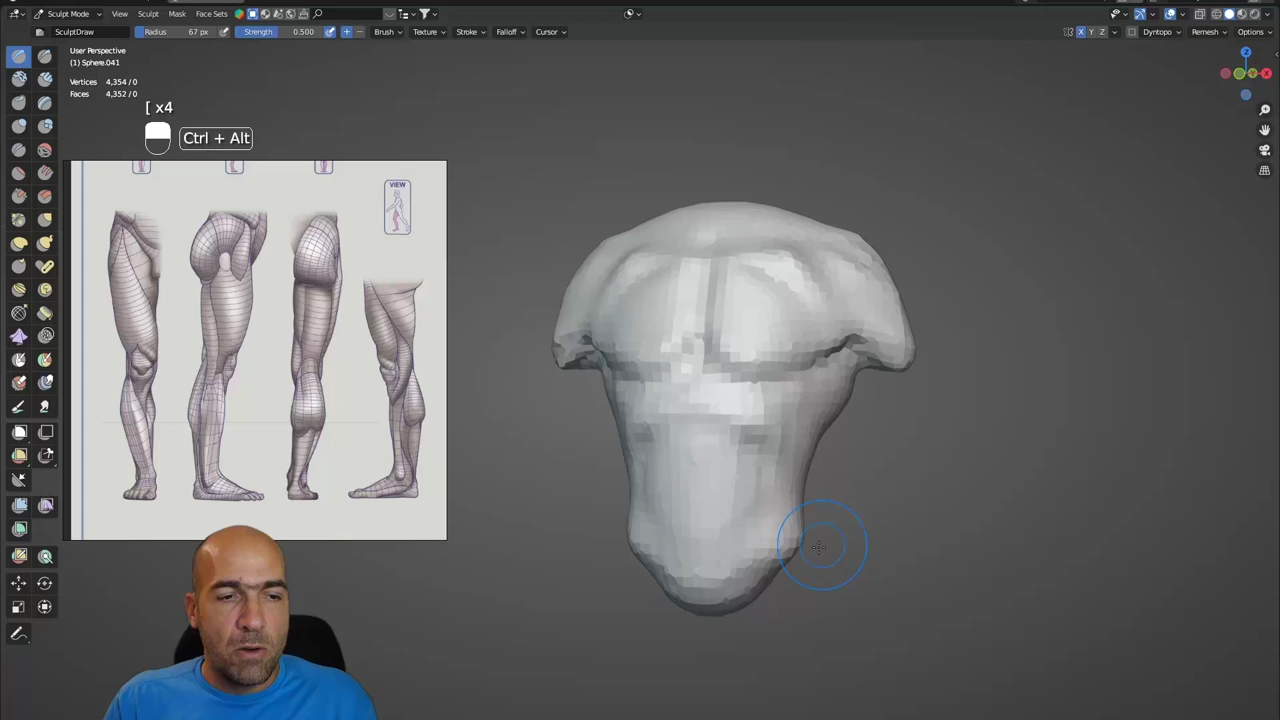 Sculpt Mode View Sculpt Mask Face Sets
SculptDraw Radius 67 px Strength 0.500 Brush Texture Stroke Falloff Cursor X Y Z Dyntopo Remesh Options
User Perspective
(1) Sphere.041
Vertices 4,354 / 0
Faces 4,352 / 0
[ x4
Ctrl + Alt
VIEW
Z
X